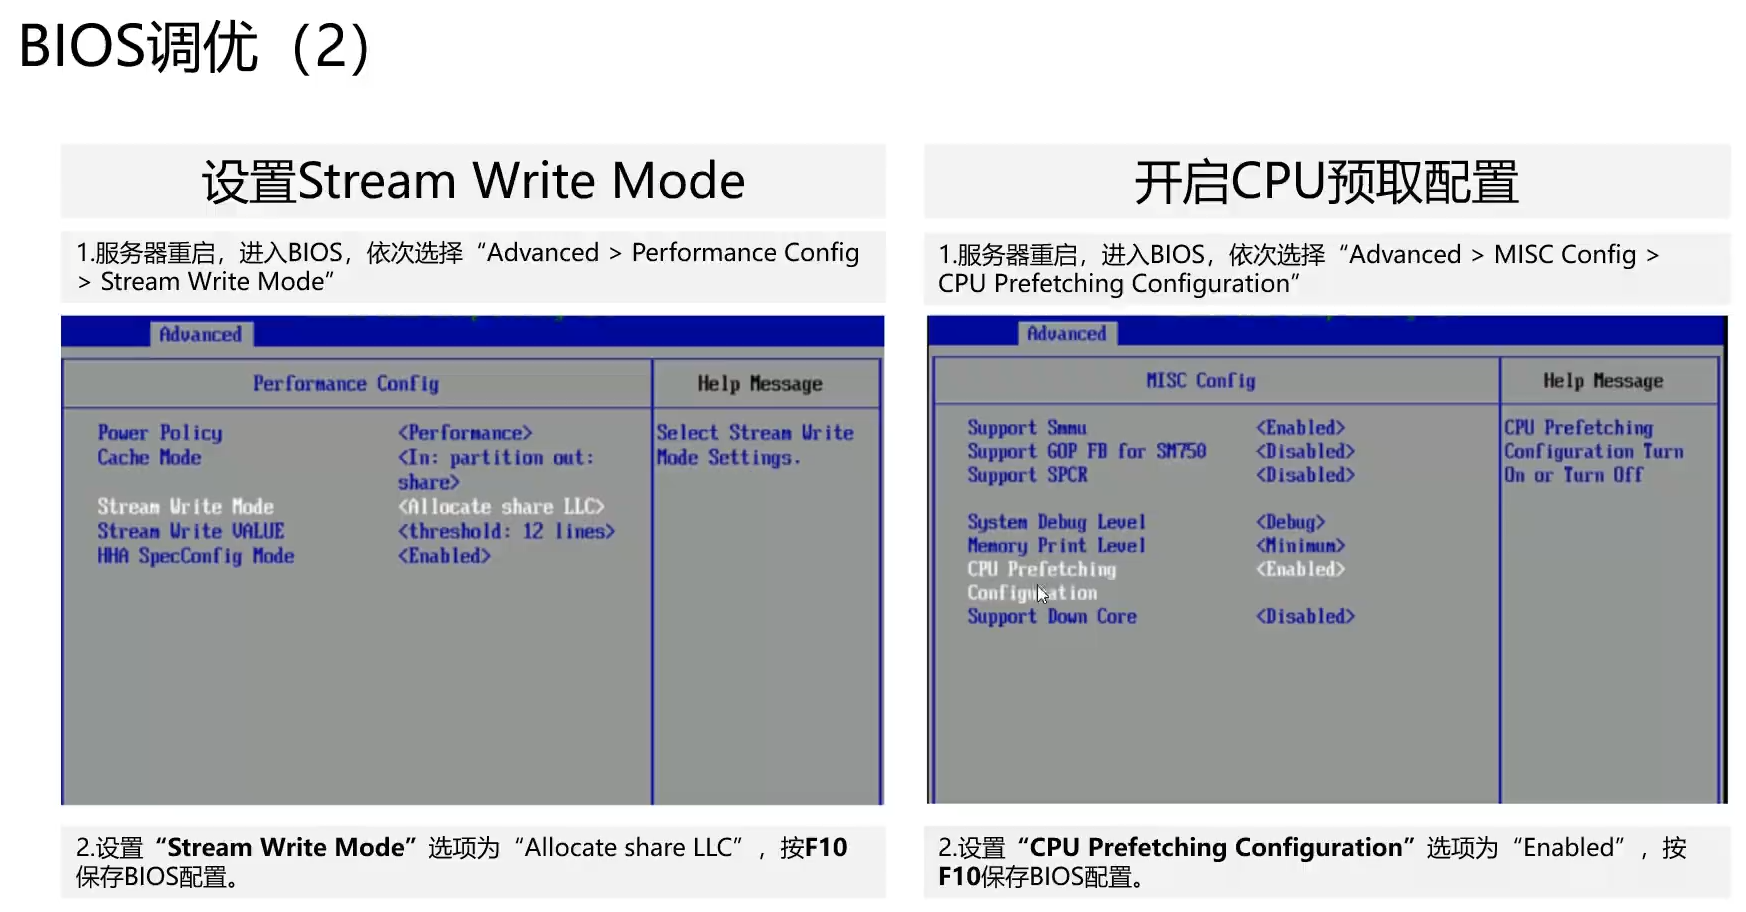 BIOS调优（2）
设置Stream Write Mode
1.服务器重启，进入BIOS，依次选择“Advanced > Performance Config
> Stream Write Mode”
Advanced
Performance Config
Help Message
Power Policy <Performance>
Cache Mode <In: partition out:
share>
Stream Write Mode <Allocate share LLC>
Stream Write VALUE <threshold: 12 lines>
HHA SpecConfig Mode <Enabled>
Select Stream Write
Mode Settings.
2.设置“Stream Write Mode”选项为“Allocate share LLC”，按F10
保存BIOS配置。
开启CPU预取配置
1.服务器重启，进入BIOS，依次选择“Advanced > MISC Config >
CPU Prefetching Configuration”
Advanced
MISC Config
Help Message
Support Smmu <Enabled>
Support GOP FB for SM750 <Disabled>
Support SPCR <Disabled>
System Debug Level <Debug>
Memory Print Level <Minimum>
CPU Prefetching <Enabled>
Configuration
Support Down Core <Disabled>
CPU Prefetching
Configuration Turn
On or Turn Off
2.设置“CPU Prefetching Configuration”选项为“Enabled”，按
F10保存BIOS配置。